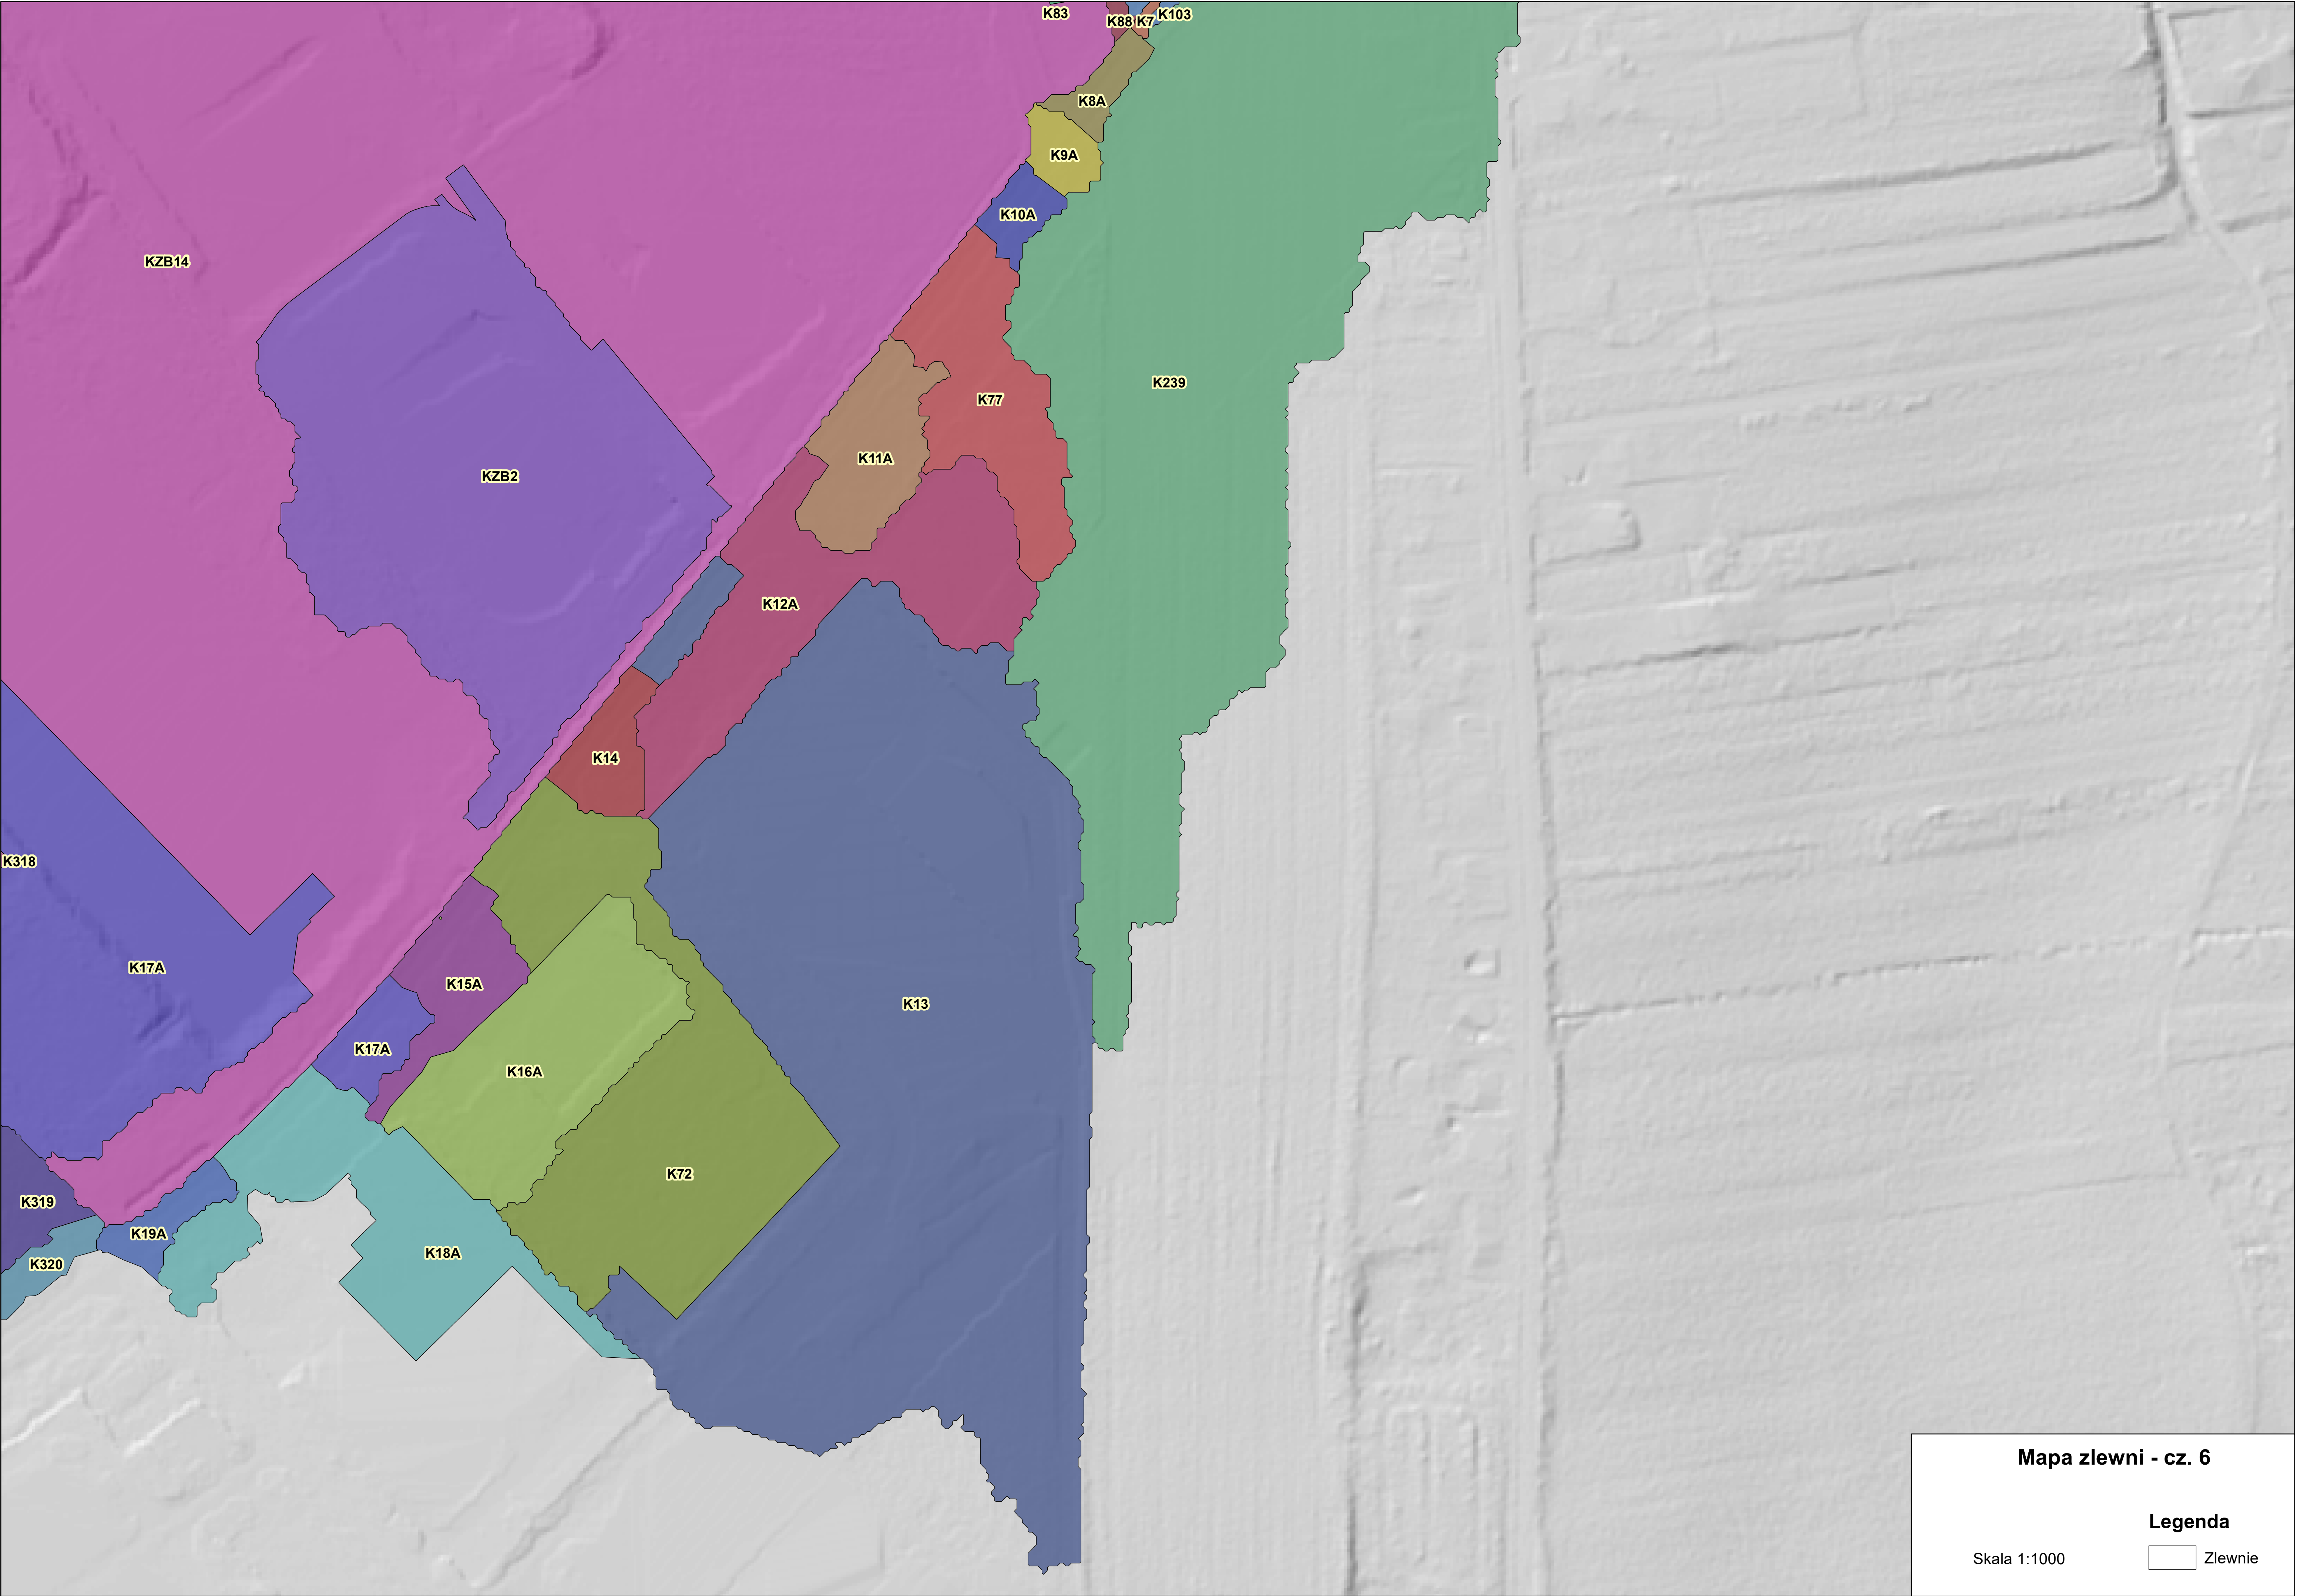 K83
K88
K7
K103
K8A
K9A
K10A
KZB14
K239
K77
K11A
KZB2
K12A
K14
K318
K17A
K15A
K13
K17A
K16A
K72
K319
K19A
K18A
K320
Mapa zlewni - cz. 6
Legenda
Skala 1:1000
Zlewnie